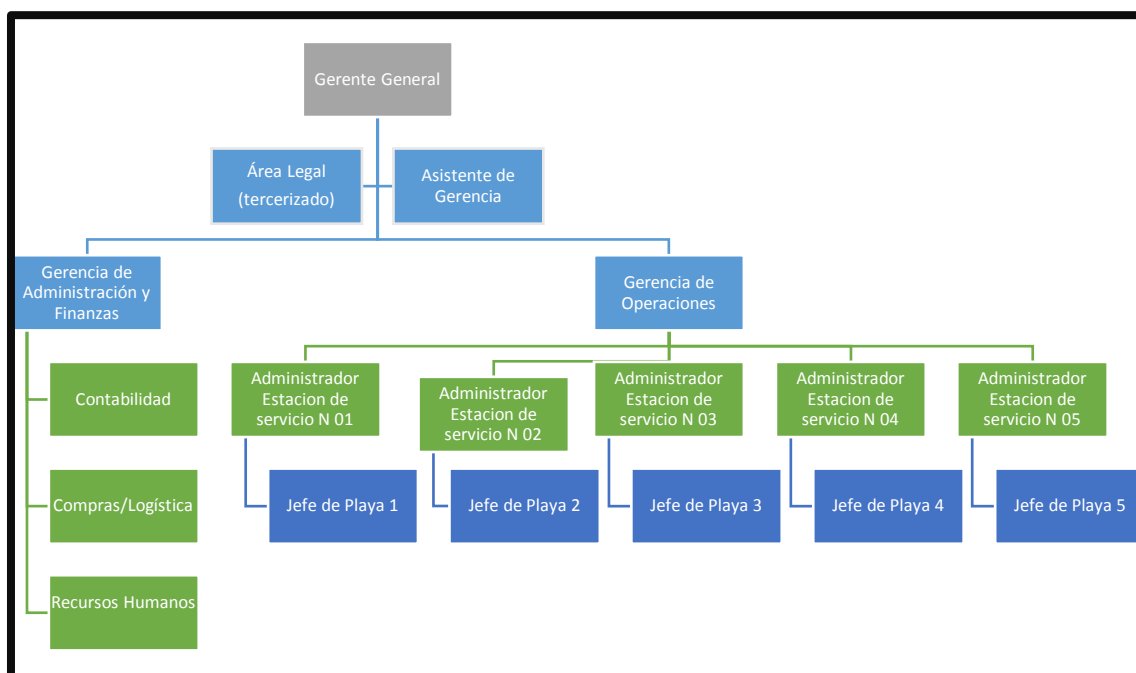 Gerente General
Área Legal
(tercerizado)
Asistente de
Gerencia
Gerencia de
Administración y
Finanzas
Gerencia de
Operaciones
Contabilidad
Compras/Logística
Recursos Humanos
Administrador
Estacion de
servicio N 01
Administrador
Estacion de
servicio N 02
Administrador
Estacion de
servicio N 03
Administrador
Estacion de
servicio N 04
Administrador
Estacion de
servicio N 05
Jefe de Playa 1
Jefe de Playa 2
Jefe de Playa 3
Jefe de Playa 4
Jefe de Playa 5